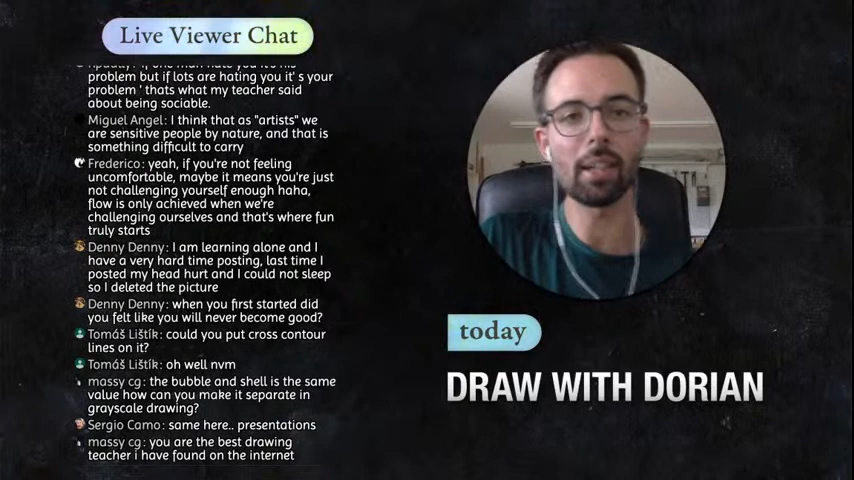 Live Viewer Chat
problem but if lots are hating you it' s your
problem ' thats what my teacher said
about being sociable.
Miguel Angel: I think that as "artists" we
are sensitive people by nature, and that is
something difficult to carry
Frederico: yeah, if you're not feeling
uncomfortable, maybe it means you're just
not challenging yourself enough haha,
flow is only achieved when we're
challenging ourselves and that's where fun
truly starts
Denny Denny: I am learning alone and I
have a very hard time posting, last time I
posted my head hurt and I could not sleep
so I deleted the picture
Denny Denny: when you first started did
you felt like you will never become good?
Tomáš Lištík: could you put cross contour
lines on it?
Tomáš Lištík: oh well nvm
massy cg: the bubble and shell is the same
value how can you make it separate in
grayscale drawing?
Sergio Camo: same here.. presentations
massy cg: you are the best drawing
teacher i have found on the internet
today
DRAW WITH DORIAN